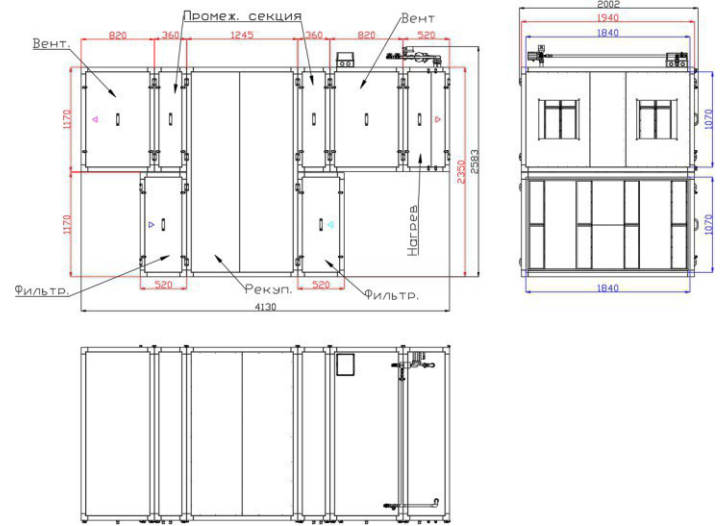 2002
Промеж. секция
1940
Вент.
820
360
1245
360
820
Вент
520
1840
1170
1170
2350
2583
1070
1070
Нагрев
Фильтр.
520
Рекуп.
520
Фильтр.
4130
1840